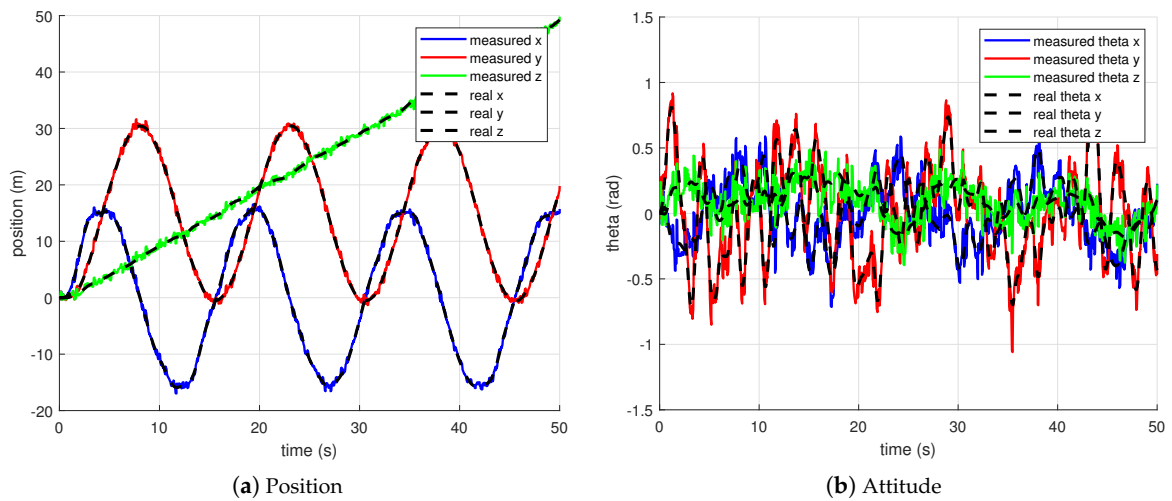 50
40
30
20
10
0
-10
-20
position (m)
0
10
20
30
40
50
time (s)
measured x
measured y
measured z
real x
real y
real z
(a) Position
1.5
1
0.5
0
-0.5
-1
-1.5
theta (rad)
0
10
20
30
40
50
time (s)
measured theta x
measured theta y
measured theta z
real theta x
real theta y
real theta z
(b) Attitude